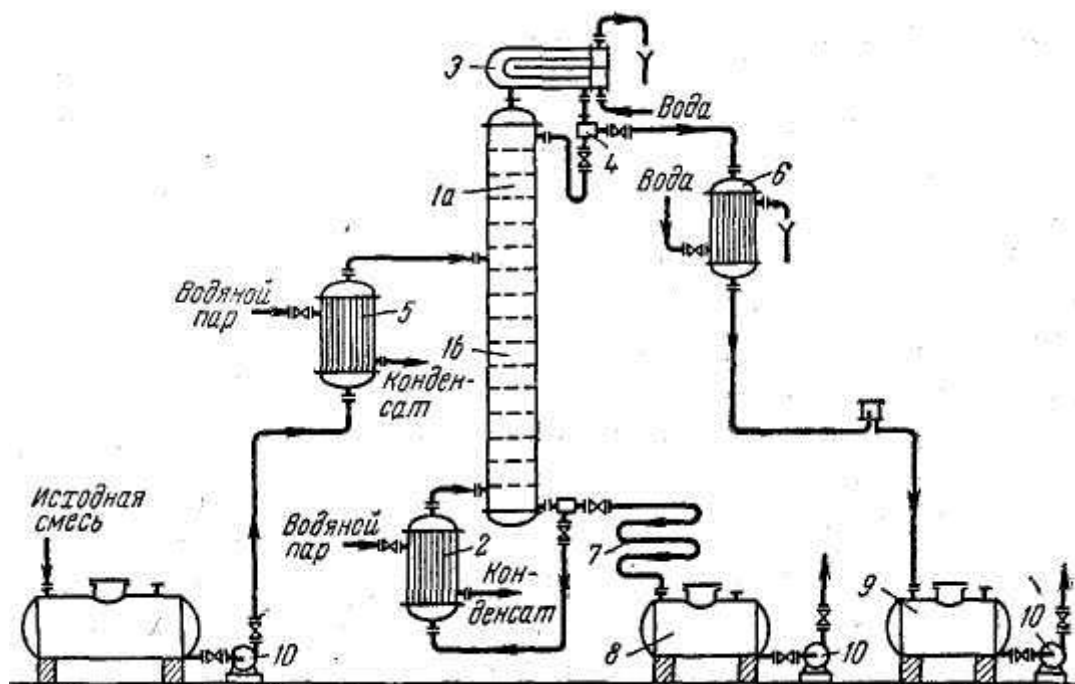 3
Вода
4
6
Вода
1а
Водяной
пар
5
1b
Конден-
сат
Исходная
смесь
Водяной
пар
2
Кон-
денсат
7
9
10
10
8
10